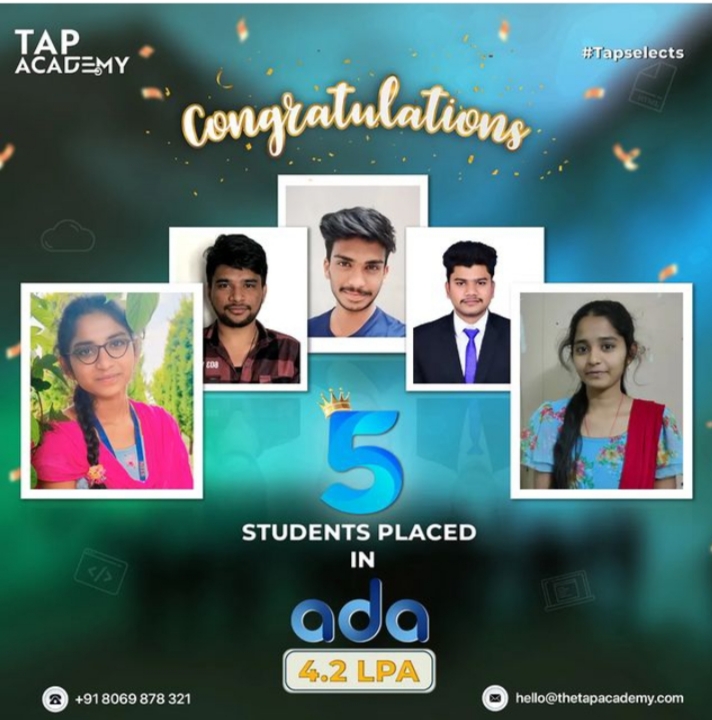 TAP
ACADEMY
#Tapselects
Congratulations
5
STUDENTS PLACED
IN
ada
4.2 LPA
+91 8069 878 321
hello@thetapacademy.com